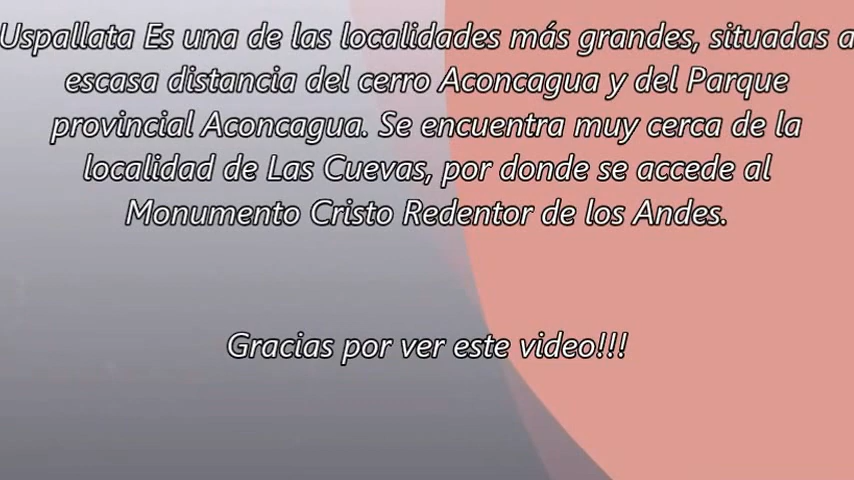 Uspallata Es una de las localidades más grandes, situadas a
escasa distancia del cerro Aconcagua y del Parque
provincial Aconcagua. Se encuentra muy cerca de la
localidad de Las Cuevas, por donde se accede al
Monumento Cristo Redentor de los Andes.
Gracias por ver este video!!!